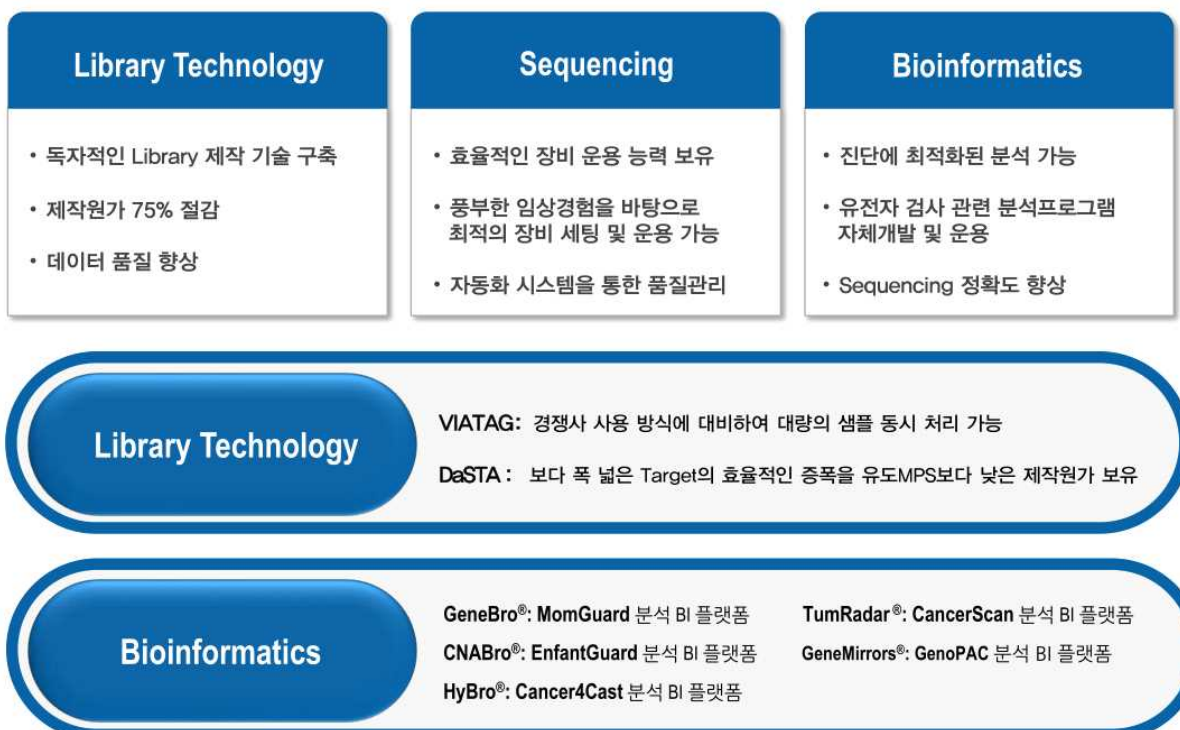 Library Technology
• 독자적인 Library 제작 기술 구축
• 제작원가 75% 절감
• 데이터 품질 향상
Sequencing
• 효율적인 장비 운용 능력 보유
• 풍부한 임상경험을 바탕으로
최적의 장비 세팅 및 운용 가능
• 자동화 시스템을 통한 품질관리
Bioinformatics
• 진단에 최적화된 분석 가능
• 유전자 검사 관련 분석프로그램
자체개발 및 운용
• Sequencing 정확도 향상
Library Technology
VIATAG: 경쟁사 사용 방식에 대비하여 대량의 샘플 동시 처리 가능
DaSTA : 보다 폭 넓은 Target의 효율적인 증폭을 유도MPS보다 낮은 제작원가 보유
Bioinformatics
GeneBro®: MomGuard 분석 BI 플랫폼
CNABro®: EnfantGuard 분석 BI 플랫폼
HyBro®: Cancer4Cast 분석 BI 플랫폼
TumRadar®: CancerScan 분석 BI 플랫폼
GeneMirrors®: GenoPAC 분석 BI 플랫폼